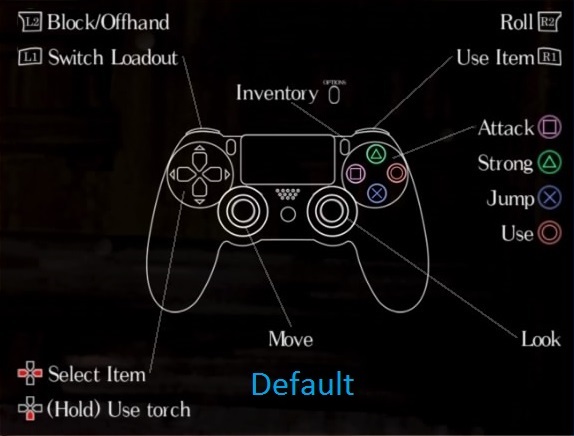 L2 Block/Offhand
Roll R2
L1 Switch Loadout
Use Item R1
OPTIONS
Inventory
Attack
Strong
Jump
Use
Move
Look
Select Item
Default
(Hold) Use torch